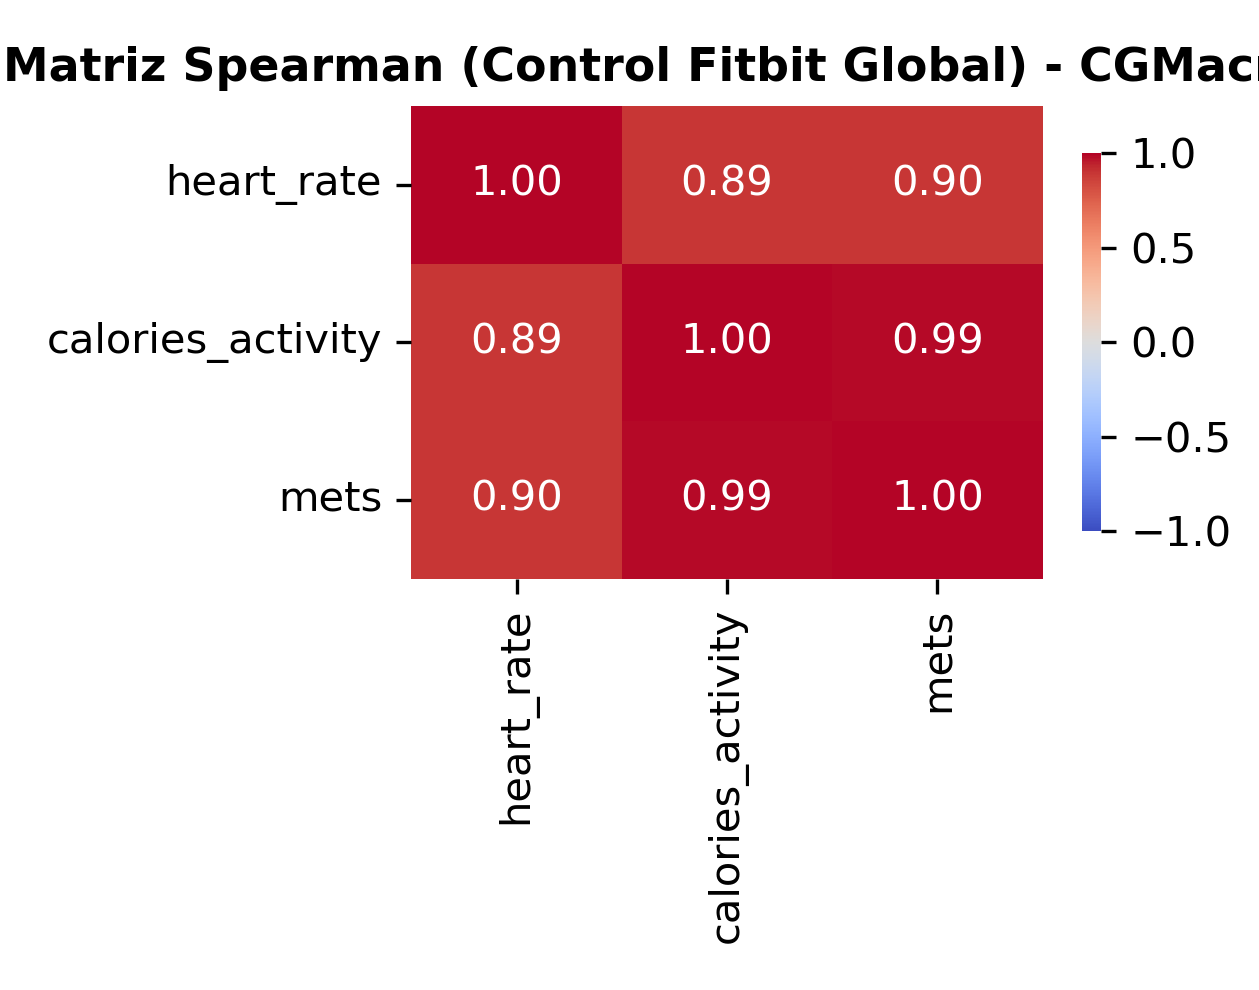 Matriz Spearman (Control Fitbit Global) - CGMacr
heart_rate 1.00 0.89 0.90
calories_activity 0.89 1.00 0.99
mets 0.90 0.99 1.00
heart_rate
calories_activity
mets
1.0
0.5
0.0
−0.5
−1.0